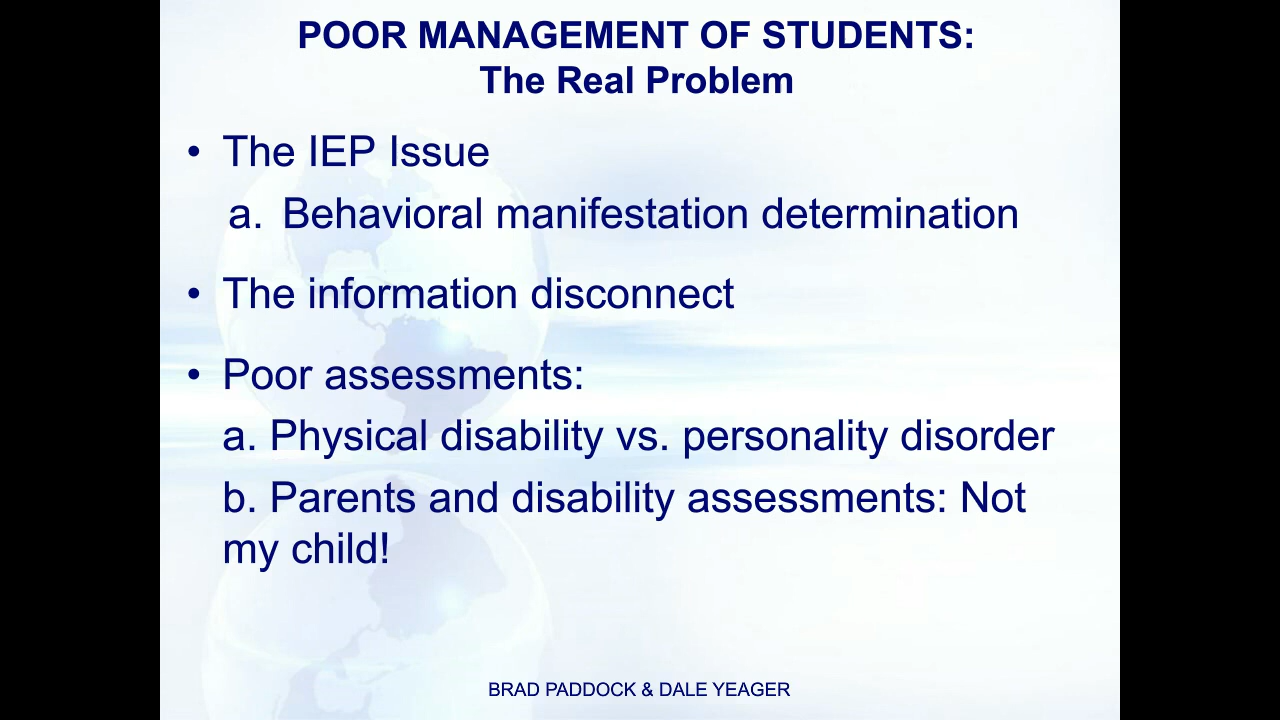 POOR MANAGEMENT OF STUDENTS:
The Real Problem
• The IEP Issue
a. Behavioral manifestation determination
• The information disconnect
• Poor assessments:
a. Physical disability vs. personality disorder
b. Parents and disability assessments: Not
my child!
BRAD PADDOCK & DALE YEAGER